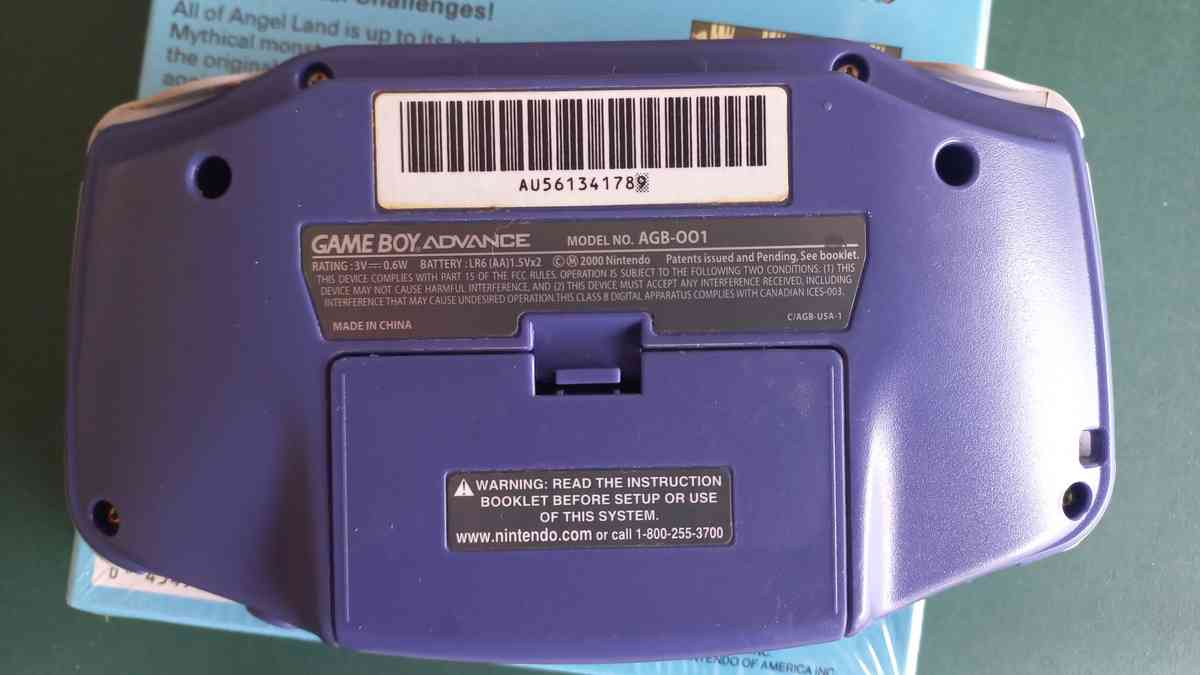 Challenges!
All of Angel Land is up to its
Mythical
the original
AU561341789
GAME BOY ADVANCE MODEL NO. AGB-001
RATING : 3V⎓0.6W BATTERY : LR6 (AA)1.5Vx2 ©Ⓜ 2000 Nintendo Patents issued and Pending, See booklet.
THIS DEVICE COMPLIES WITH PART 15 OF THE FCC RULES. OPERATION IS SUBJECT TO THE FOLLOWING TWO CONDITIONS: (1) THIS
DEVICE MAY NOT CAUSE HARMFUL INTERFERENCE, AND (2) THIS DEVICE MUST ACCEPT ANY INTERFERENCE RECEIVED, INCLUDING
INTERFERENCE THAT MAY CAUSE UNDESIRED OPERATION.THIS CLASS B DIGITAL APPARATUS COMPLIES WITH CANADIAN ICES-003.
MADE IN CHINA C/AGB-USA-1
WARNING: READ THE INSTRUCTION
BOOKLET BEFORE SETUP OR USE
OF THIS SYSTEM.
www.nintendo.com or call 1-800-255-3700
INC.
OF AMERICA INC.